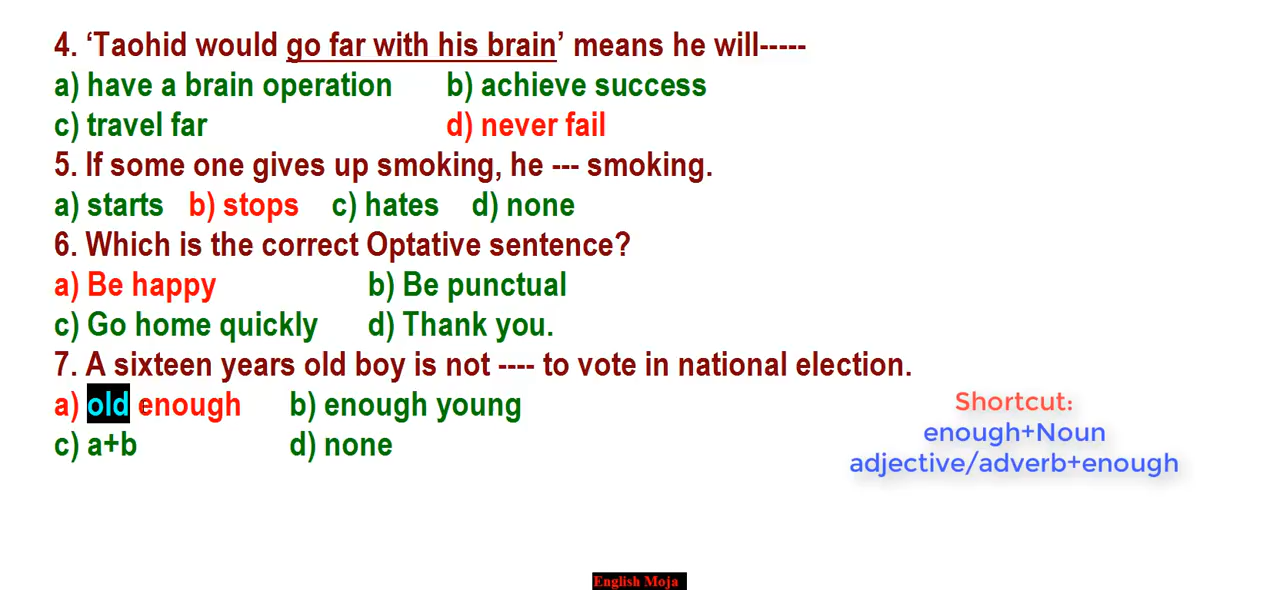 4. ‘Taohid would go far with his brain’ means he will-----
a) have a brain operation b) achieve success
c) travel far d) never fail
5. If some one gives up smoking, he --- smoking.
a) starts b) stops c) hates d) none
6. Which is the correct Optative sentence?
a) Be happy b) Be punctual
c) Go home quickly d) Thank you.
7. A sixteen years old boy is not ---- to vote in national election.
a) old enough b) enough young
c) a+b d) none
Shortcut:
enough+Noun
adjective/adverb+enough
English Moja